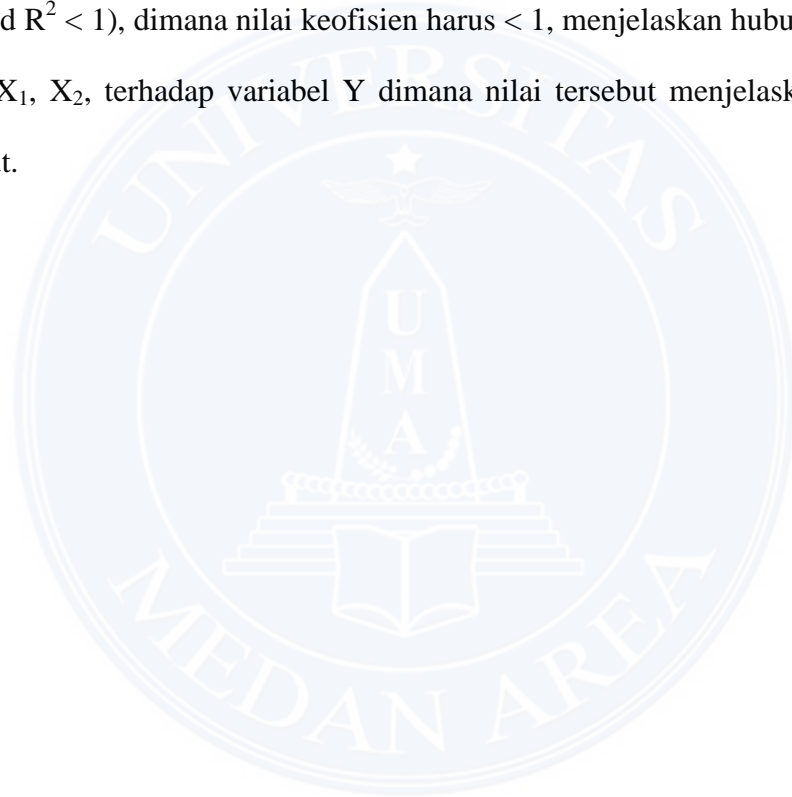 d R² < 1), dimana nilai keofisien harus < 1, menjelaskan hubu
X₁, X₂, terhadap variabel Y dimana nilai tersebut menjelask
t.
UNIVERSITAS
U
M
A
MEDAN AREA